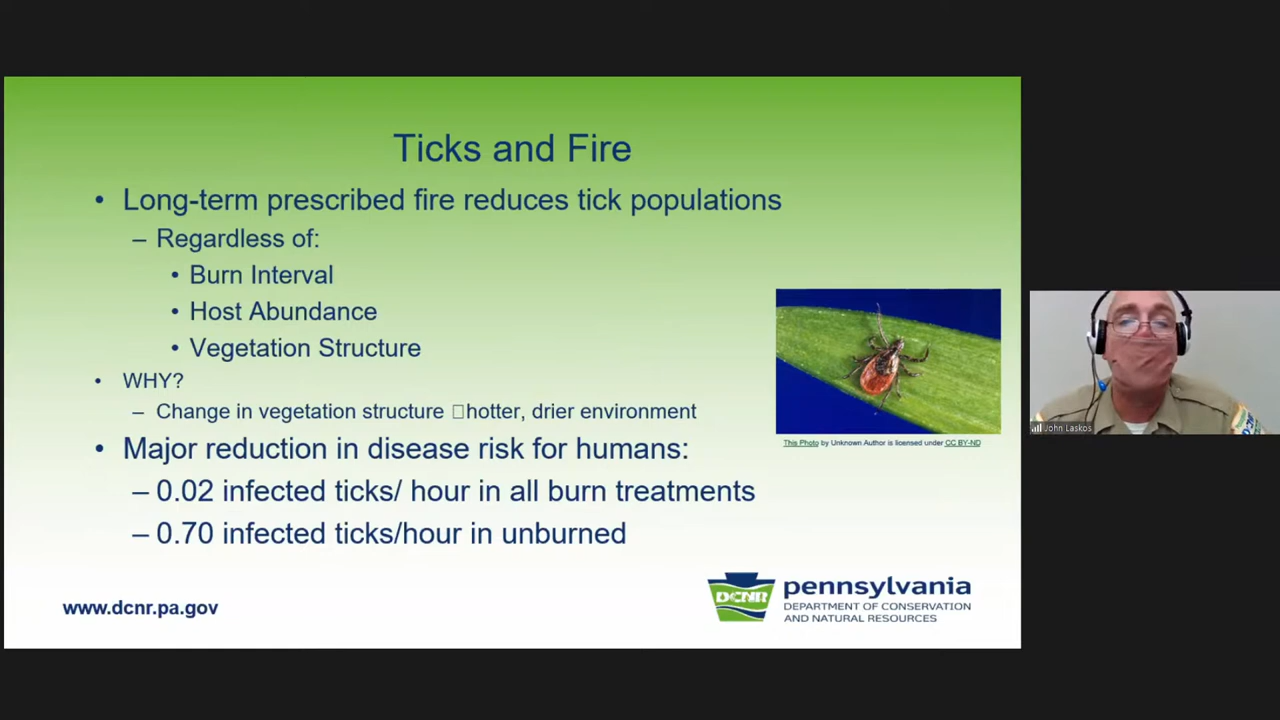 Ticks and Fire
• Long-term prescribed fire reduces tick populations
– Regardless of:
• Burn Interval
• Host Abundance
• Vegetation Structure
• WHY?
– Change in vegetation structure □hotter, drier environment
• Major reduction in disease risk for humans:
– 0.02 infected ticks/ hour in all burn treatments
– 0.70 infected ticks/hour in unburned
This Photo by Unknown Author is licensed under CC BY-ND
John Laskos
www.dcnr.pa.gov
DCNR
pennsylvania
DEPARTMENT OF CONSERVATION
AND NATURAL RESOURCES